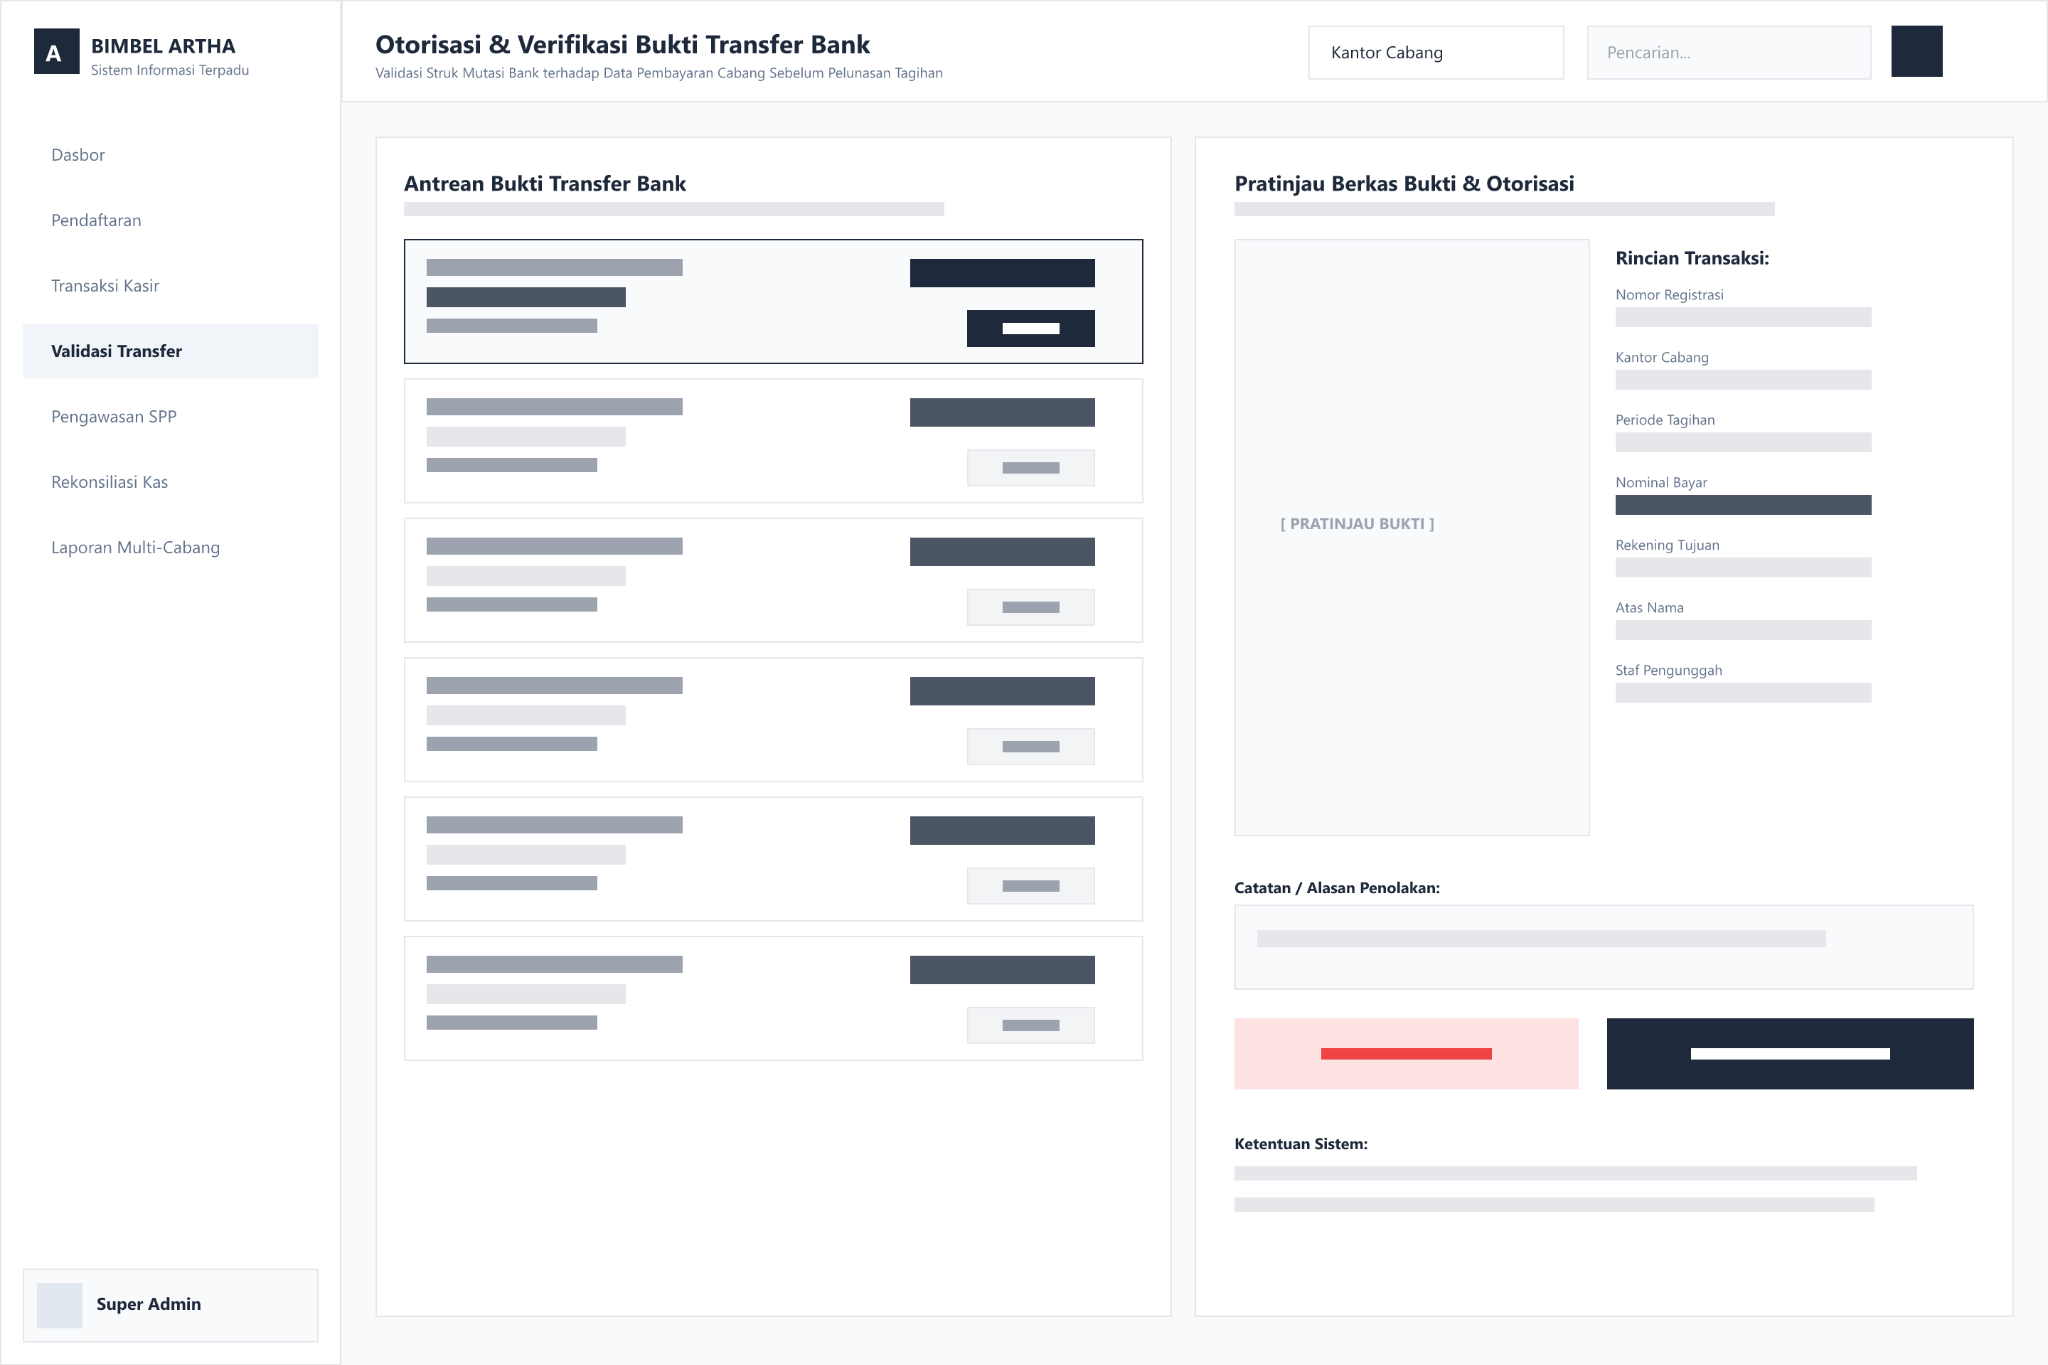 A
BIMBEL ARTHA
Sistem Informasi Terpadu
Dasbor
Pendaftaran
Transaksi Kasir
Validasi Transfer
Pengawasan SPP
Rekonsiliasi Kas
Laporan Multi-Cabang
Super Admin
Otorisasi & Verifikasi Bukti Transfer Bank
Validasi Struk Mutasi Bank terhadap Data Pembayaran Cabang Sebelum Pelunasan Tagihan
Kantor Cabang
Pencarian...
Antrean Bukti Transfer Bank
Pratinjau Berkas Bukti & Otorisasi
[ PRATINJAU BUKTI ]
Rincian Transaksi:
Nomor Registrasi
Kantor Cabang
Periode Tagihan
Nominal Bayar
Rekening Tujuan
Atas Nama
Staf Pengunggah
Catatan / Alasan Penolakan:
Ketentuan Sistem: